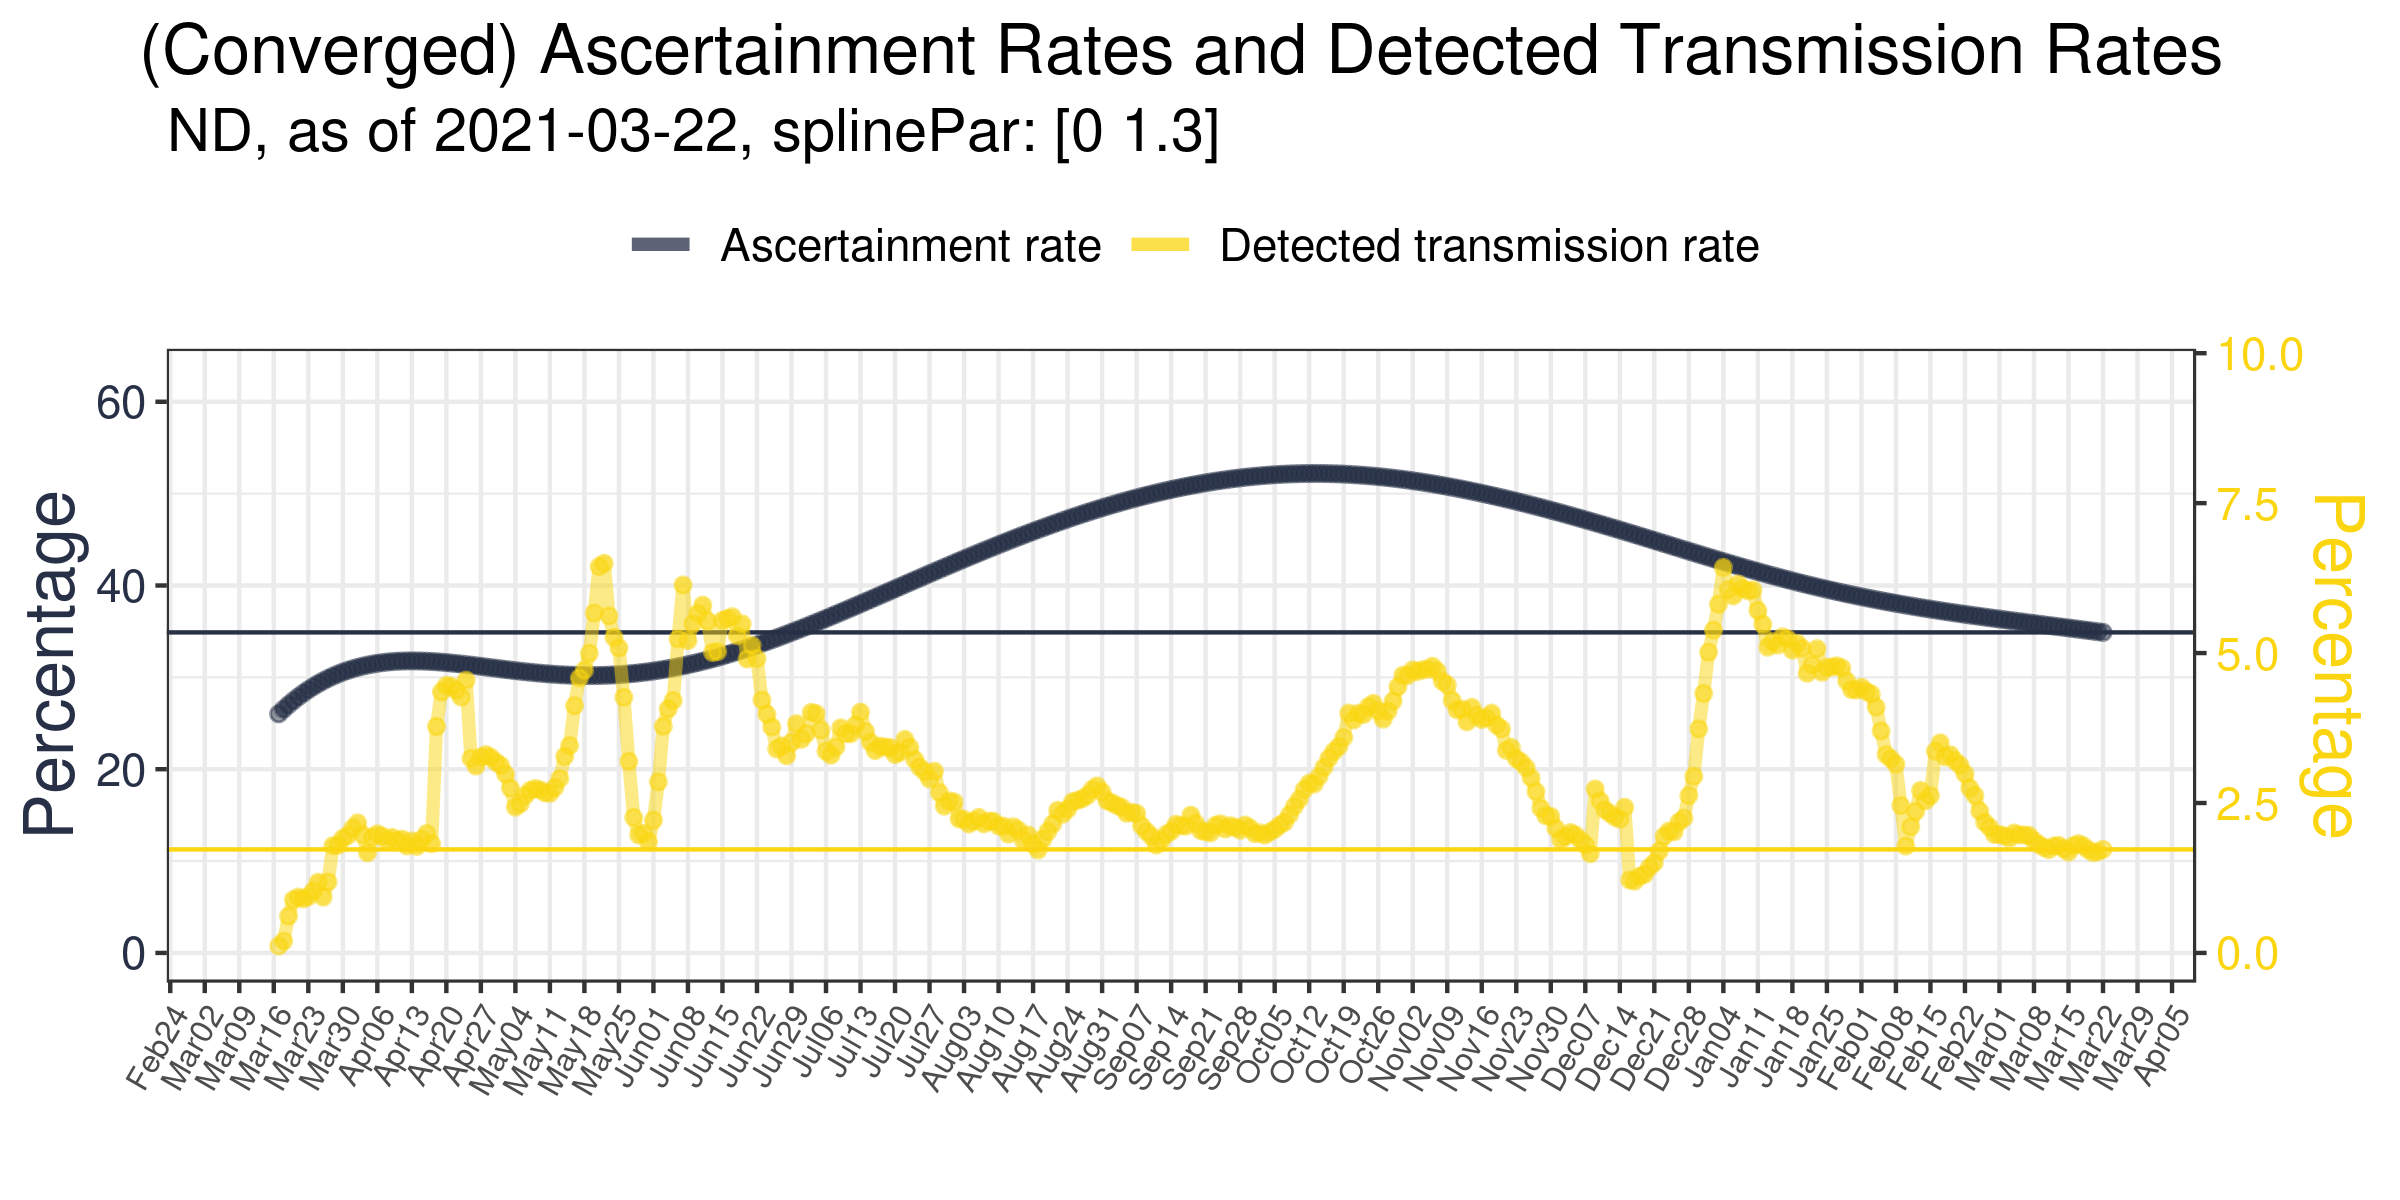 (Converged) Ascertainment Rates and Detected Transmission Rates
ND, as of 2021-03-22, splinePar: [0 1.3]
Ascertainment rate
Detected transmission rate
Percentage
60
40
20
0
10.0
7.5
5.0
2.5
0.0
Percentage
Feb24
Mar02
Mar09
Mar16
Mar23
Mar30
Apr06
Apr13
Apr20
Apr27
May04
May11
May18
May25
Jun01
Jun08
Jun15
Jun22
Jun29
Jul06
Jul13
Jul20
Jul27
Aug03
Aug10
Aug17
Aug24
Aug31
Sep07
Sep14
Sep21
Sep28
Oct05
Oct12
Oct19
Oct26
Nov02
Nov09
Nov16
Nov23
Nov30
Dec07
Dec14
Dec21
Dec28
Jan04
Jan11
Jan18
Jan25
Feb01
Feb08
Feb15
Feb22
Mar01
Mar08
Mar15
Mar22
Mar29
Apr05